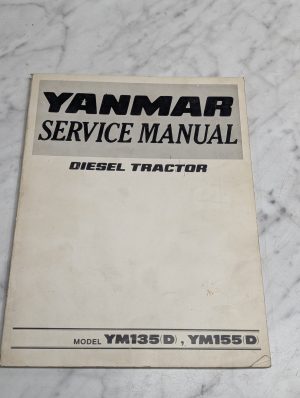 YANMAR
SERVICE MANUAL
DIESEL TRACTOR
MODEL YM135(D), YM155(D)